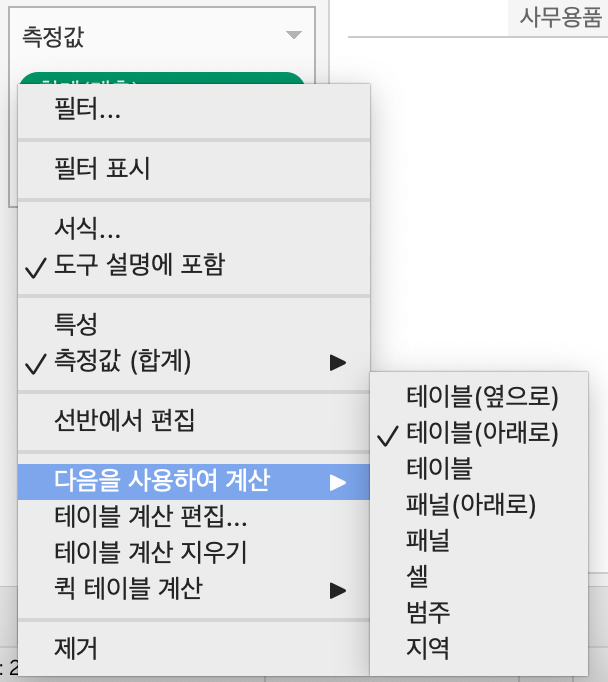 측정값
사무용품
필터...
필터 표시
서식...
도구 설명에 포함
특성
측정값 (합계)
선반에서 편집
다음을 사용하여 계산
테이블 계산 편집...
테이블 계산 지우기
퀵 테이블 계산
제거
테이블(옆으로)
테이블(아래로)
테이블
패널(아래로)
패널
셀
범주
지역
: 2